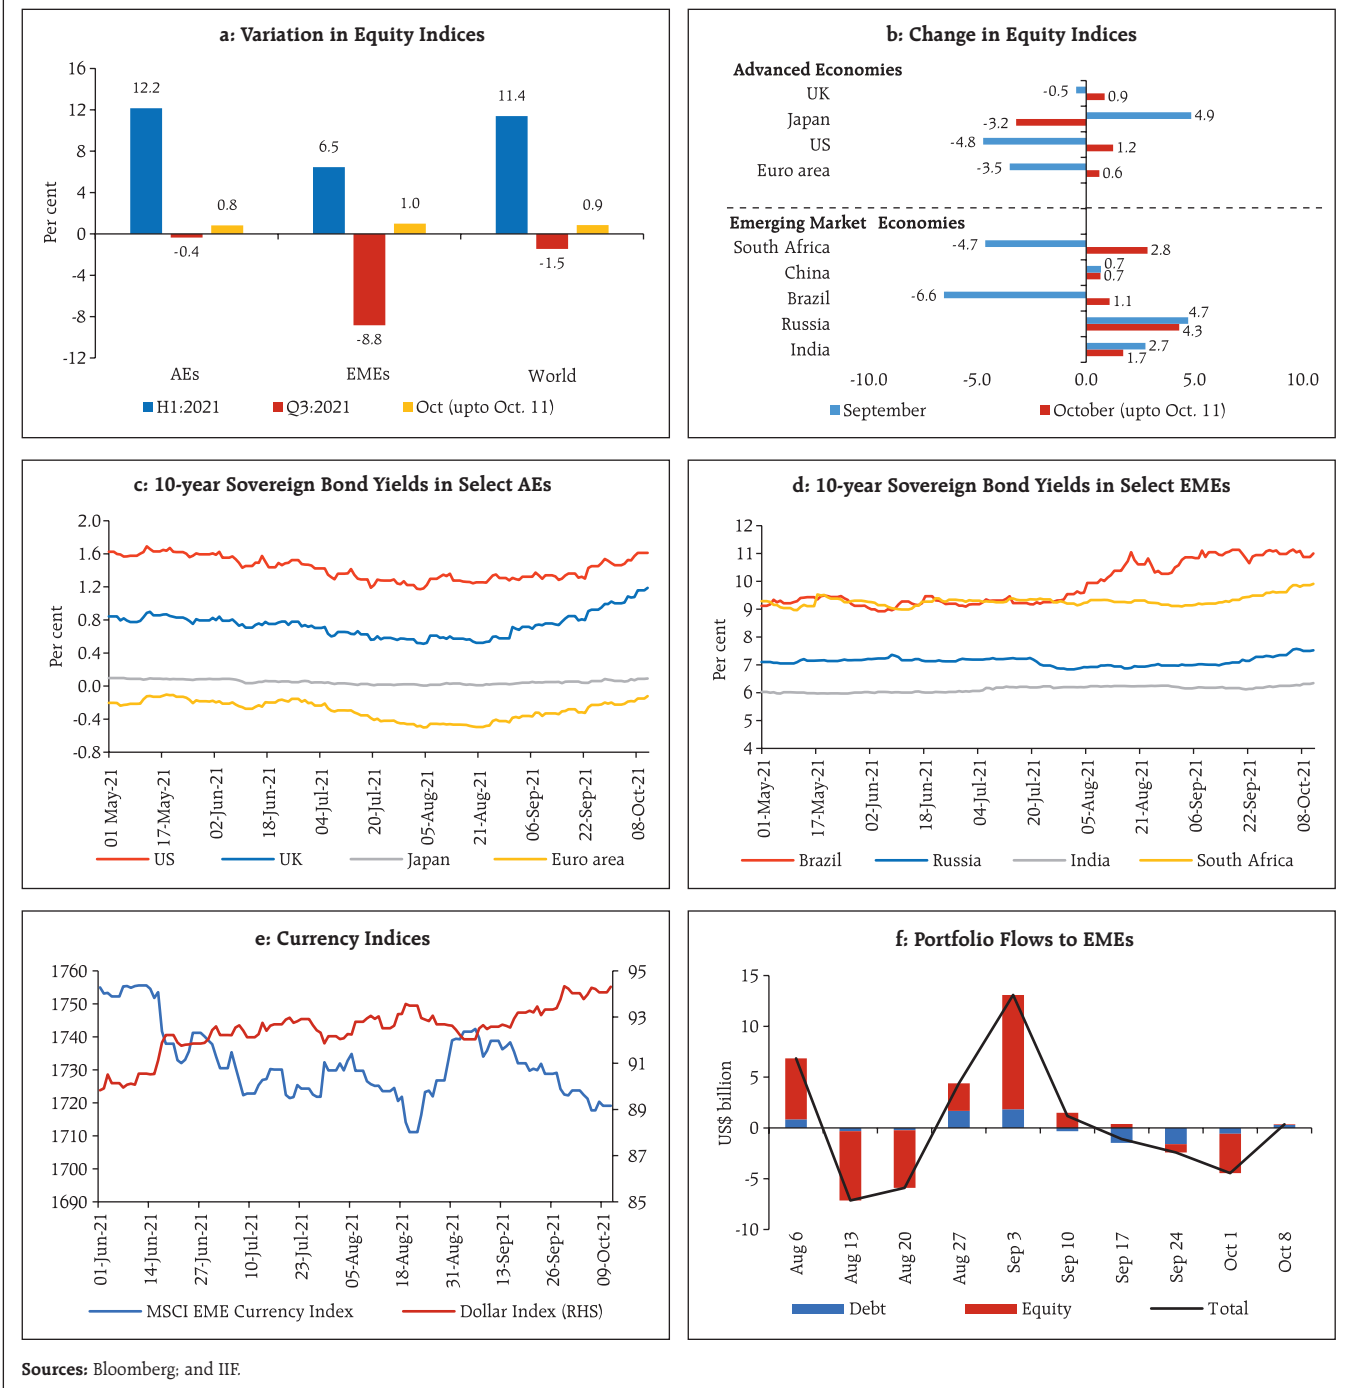 a: Variation in Equity Indices
Per cent
16
12
8
4
0
-4
-8
-12
12.2
-0.4
0.8
6.5
-8.8
1.0
11.4
-1.5
0.9
AEs EMEs World
H1:2021 Q3:2021 Oct (upto Oct. 11)
b: Change in Equity Indices
Advanced Economies
UK -0.5 0.9
Japan -3.2 4.9
US -4.8 1.2
Euro area -3.5 0.6
Emerging Market Economies
South Africa -4.7 2.8
China 0.7 0.7
Brazil -6.6 1.1
Russia 4.7 4.3
India 2.7 1.7
-10.0 -5.0 0.0 5.0 10.0
September October (upto Oct. 11)
c: 10-year Sovereign Bond Yields in Select AEs
Per cent
2.0
1.6
1.2
0.8
0.4
0.0
-0.4
-0.8
01 May-21 17-May-21 02-Jun-21 18-Jun-21 04-Jul-21 20-Jul-21 05-Aug-21 21-Aug-21 06-Sep-21 22-Sep-21 08-Oct-21
US UK Japan Euro area
d: 10-year Sovereign Bond Yields in Select EMEs
Per cent
12
11
10
9
8
7
6
5
4
01-May-21 17-May-21 02-Jun-21 18-Jun-21 04-Jul-21 20-Jul-21 05-Aug-21 21-Aug-21 06-Sep-21 22-Sep-21 08-Oct-21
Brazil Russia India South Africa
e: Currency Indices
1760
1750
1740
1730
1720
1710
1700
1690
95
93
91
89
87
85
01-Jun-21 14-Jun-21 27-Jun-21 10-Jul-21 23-Jul-21 05-Aug-21 18-Aug-21 31-Aug-21 13-Sep-21 26-Sep-21 09-Oct-21
MSCI EME Currency Index Dollar Index (RHS)
f: Portfolio Flows to EMEs
US$ billion
15
10
5
0
-5
-10
Aug 6 Aug 13 Aug 20 Aug 27 Sep 3 Sep 10 Sep 17 Sep 24 Oct 1 Oct 8
Debt Equity Total
Sources: Bloomberg; and IIF.